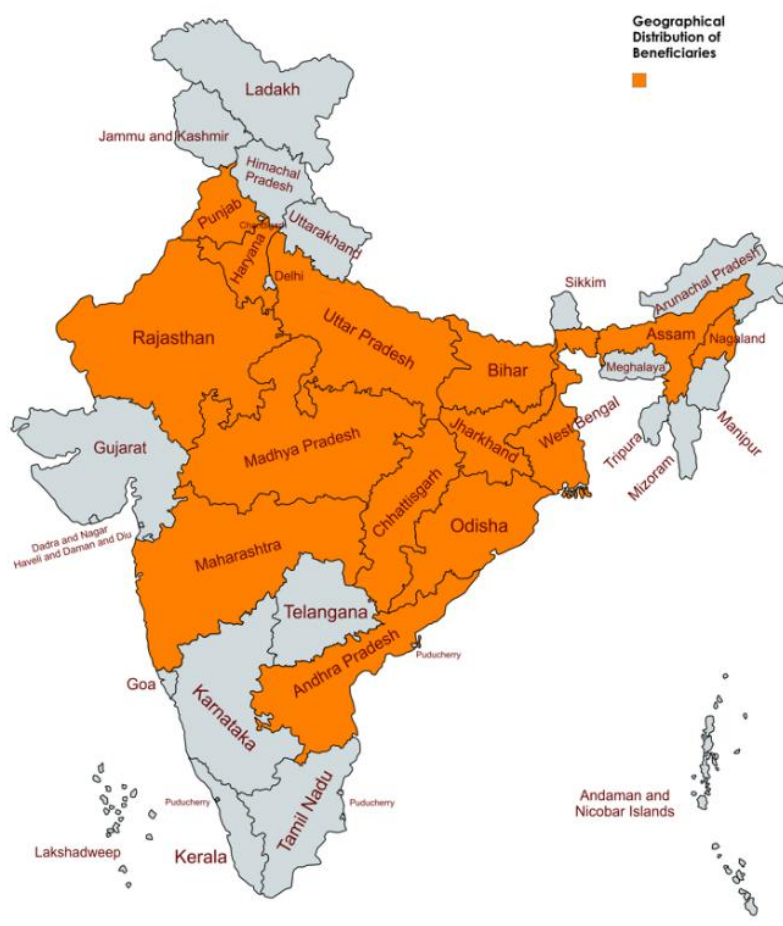 Geographical
Distribution of
Beneficiaries
Ladakh
Jammu and Kashmir
Himachal
Pradesh
Punjab
Chandigarh
Uttarakhand
Haryana
Delhi
Sikkim
Arunachal Pradesh
Rajasthan
Uttar Pradesh
Bihar
Assam
Nagaland
Meghalaya
Gujarat
Madhya Pradesh
Jharkhand
West Bengal
Tripura
Mizoram
Manipur
Chhattisgarh
Odisha
Dadra and Nagar
Haveli and Daman and Diu
Maharashtra
Telangana
Andhra Pradesh
Puducherry
Goa
Karnataka
Puducherry
Puducherry
Tamil Nadu
Kerala
Lakshadweep
Andaman and
Nicobar Islands